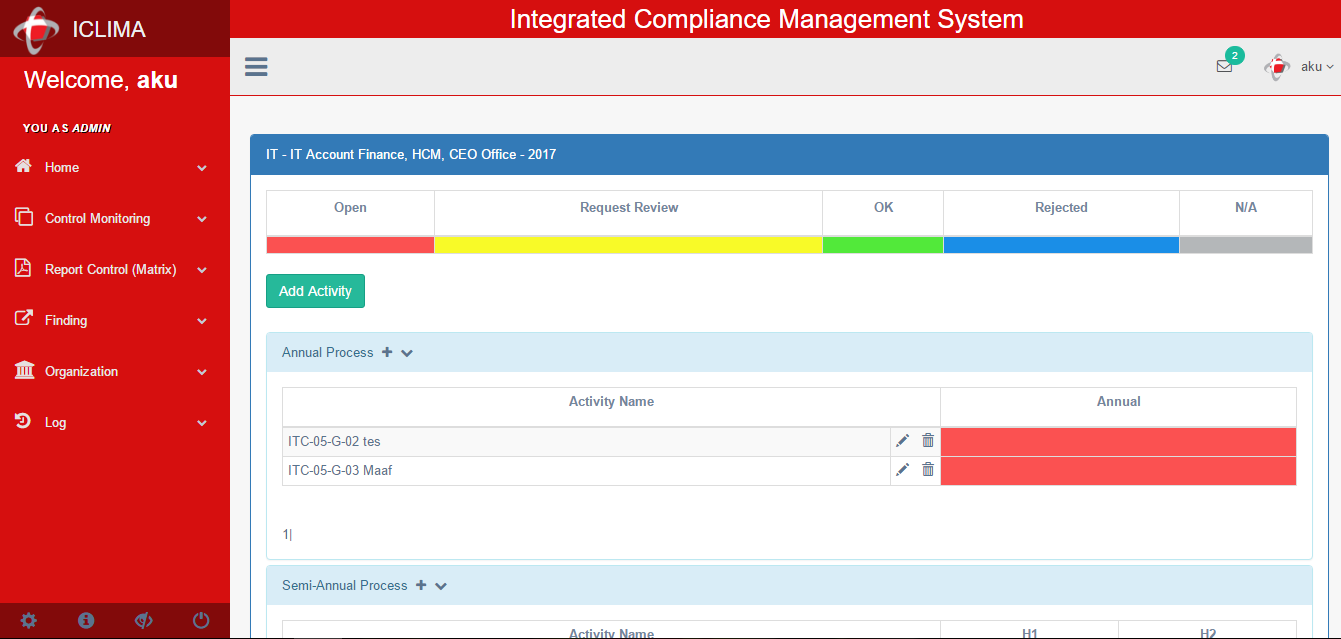 ICLIMA
Integrated Compliance Management System
Welcome, aku
2
aku
YOU AS ADMIN
Home
Control Monitoring
Report Control (Matrix)
Finding
Organization
Log
IT - IT Account Finance, HCM, CEO Office - 2017
Open Request Review OK Rejected N/A
Add Activity
Annual Process
Activity Name Annual
ITC-05-G-02 tes
ITC-05-G-03 Maaf
1|
Semi-Annual Process
Activity Name H1 H2